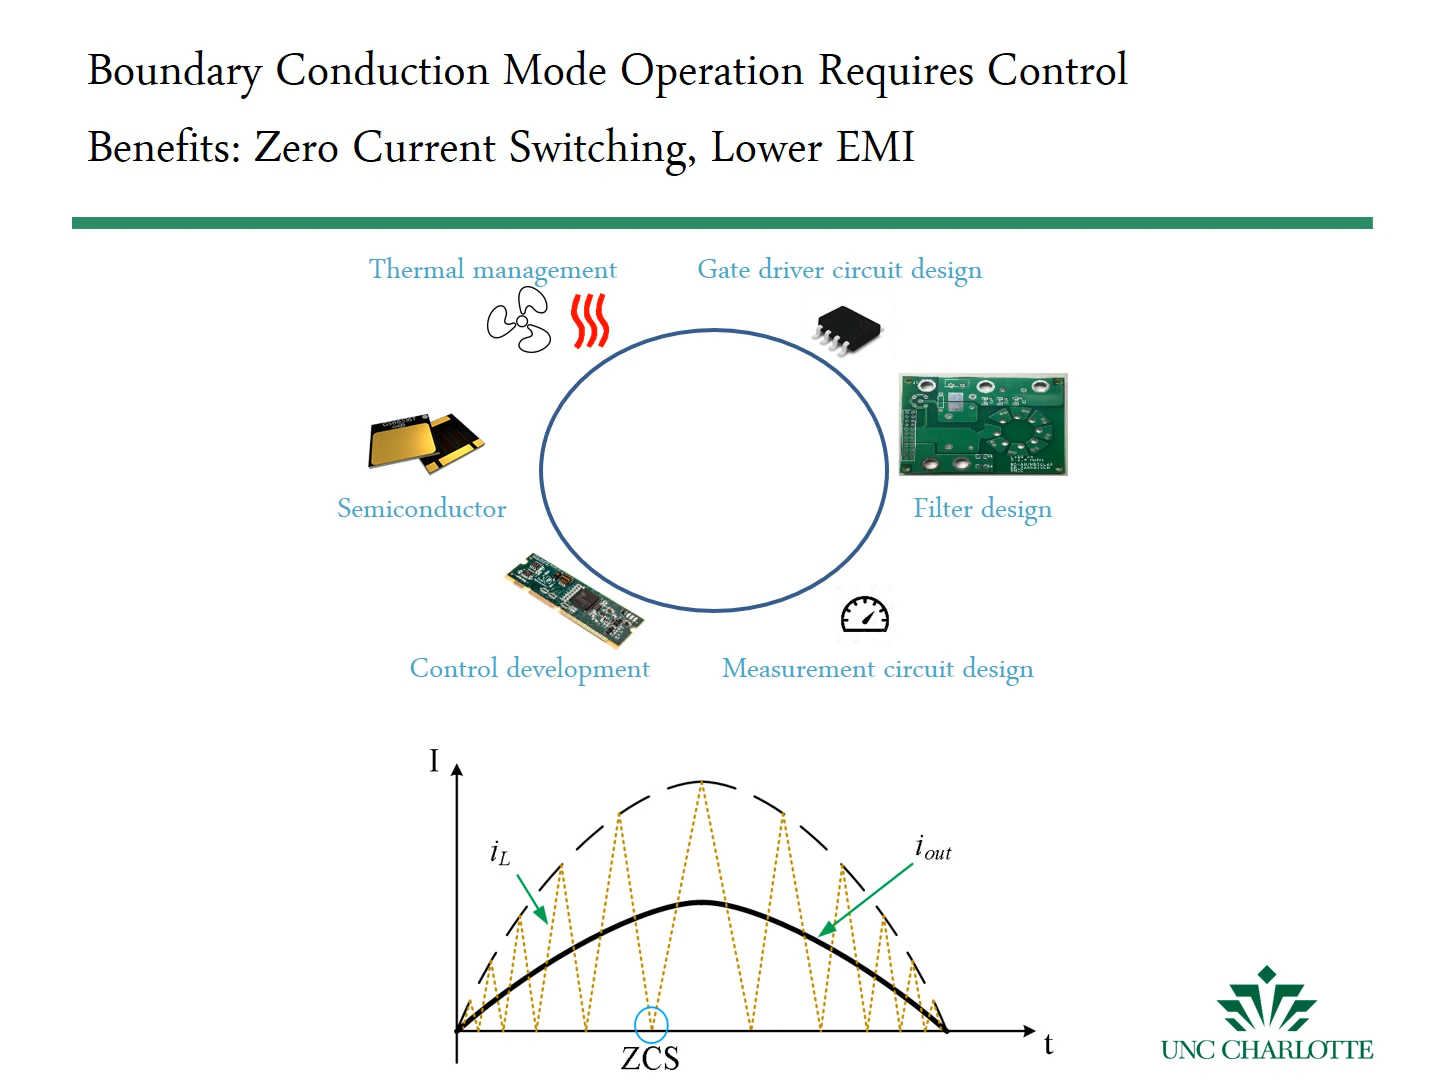 Boundary Conduction Mode Operation Requires Control
Benefits: Zero Current Switching, Lower EMI
Thermal management
Gate driver circuit design
Semiconductor
Filter design
Control development
Measurement circuit design
I
iL
iout
ZCS
t
UNC CHARLOTTE